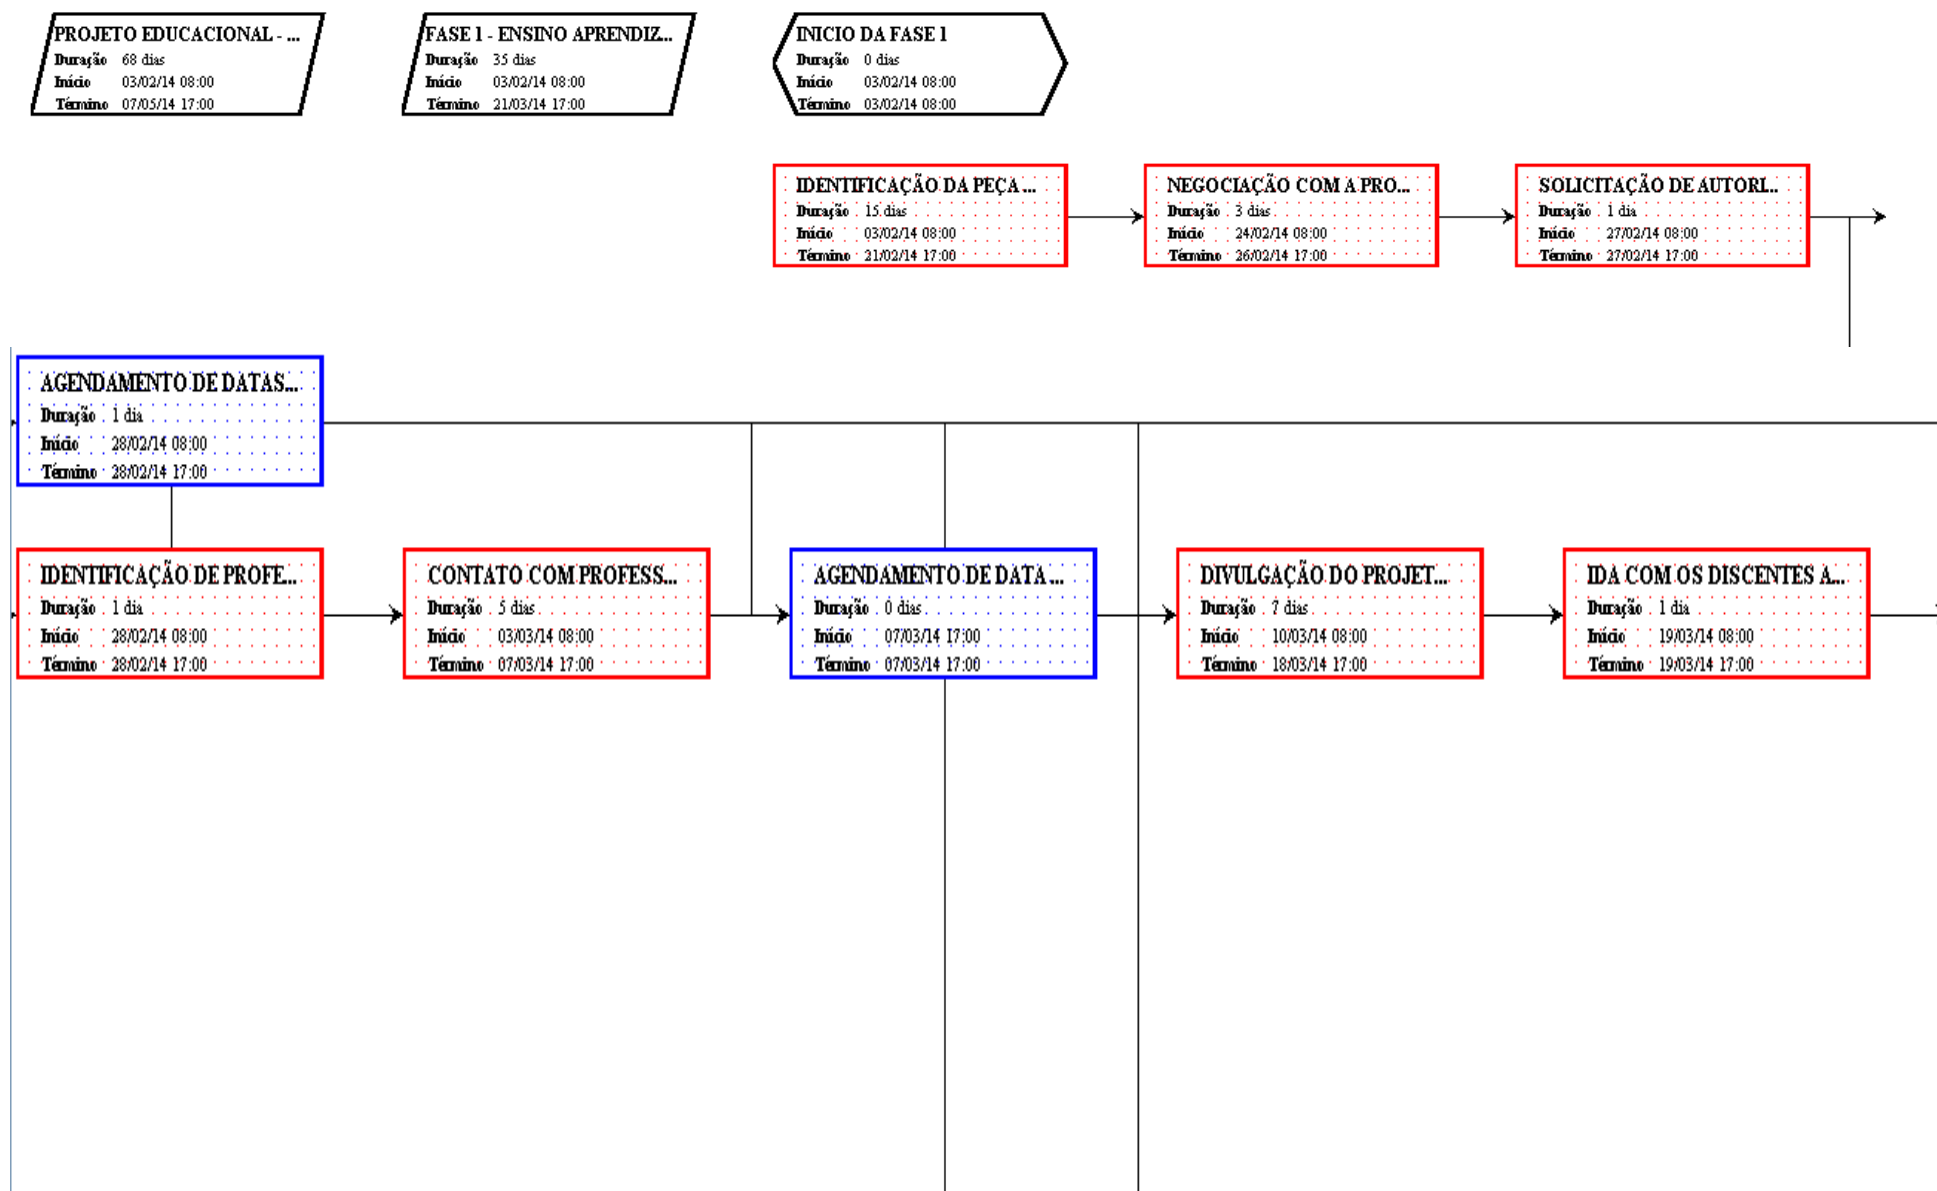 PROJETO EDUCACIONAL - ...
Duração 68 dias
Início 03/02/14 08:00
Término 07/05/14 17:00
FASE 1 - ENSINO APRENDIZ...
Duração 35 dias
Início 03/02/14 08:00
Término 21/03/14 17:00
INICIO DA FASE 1
Duração 0 dias
Início 03/02/14 08:00
Término 03/02/14 08:00
IDENTIFICAÇÃO DA PEÇA ...
Duração 15 dias
Início 03/02/14 08:00
Término 21/02/14 17:00
NEGOCIAÇÃO COM A PRO...
Duração 3 dias
Início 24/02/14 08:00
Término 26/02/14 17:00
SOLICITAÇÃO DE AUTORI...
Duração 1 dia
Início 27/02/14 08:00
Término 27/02/14 17:00
AGENDAMENTO DE DATAS...
Duração 1 dia
Início 28/02/14 08:00
Término 28/02/14 17:00
IDENTIFICAÇÃO DE PROFE...
Duração 1 dia
Início 28/02/14 08:00
Término 28/02/14 17:00
CONTATO COM PROFESS...
Duração 5 dias
Início 03/03/14 08:00
Término 07/03/14 17:00
AGENDAMENTO DE DATA ...
Duração 0 dias
Início 07/03/14 17:00
Término 07/03/14 17:00
DIVULGAÇÃO DO PROJET...
Duração 7 dias
Início 10/03/14 08:00
Término 18/03/14 17:00
IDA COM OS DISCENTES A...
Duração 1 dia
Início 19/03/14 08:00
Término 19/03/14 17:00